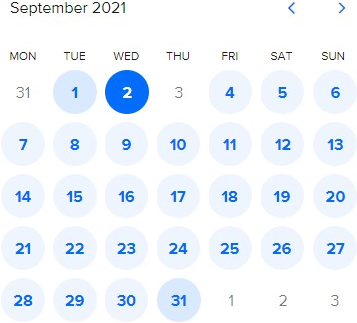 September 2021
MON TUE WED THU FRI SAT SUN
31 1 2 3 4 5 6
7 8 9 10 11 12 13
14 15 16 17 18 19 20
21 22 23 24 25 26 27
28 29 30 31 1 2 3